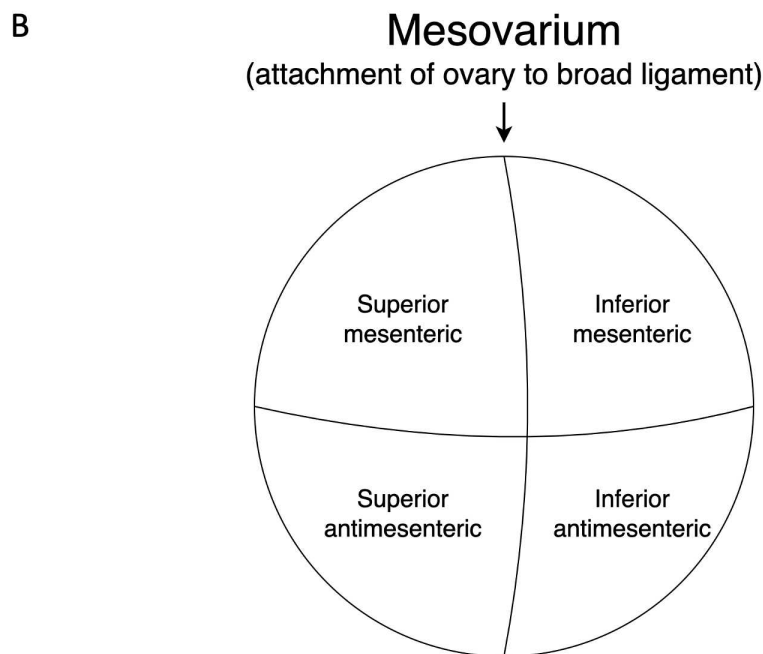 B
Mesovarium
(attachment of ovary to broad ligament)
Superior
mesenteric
Inferior
mesenteric
Superior
antimesenteric
Inferior
antimesenteric